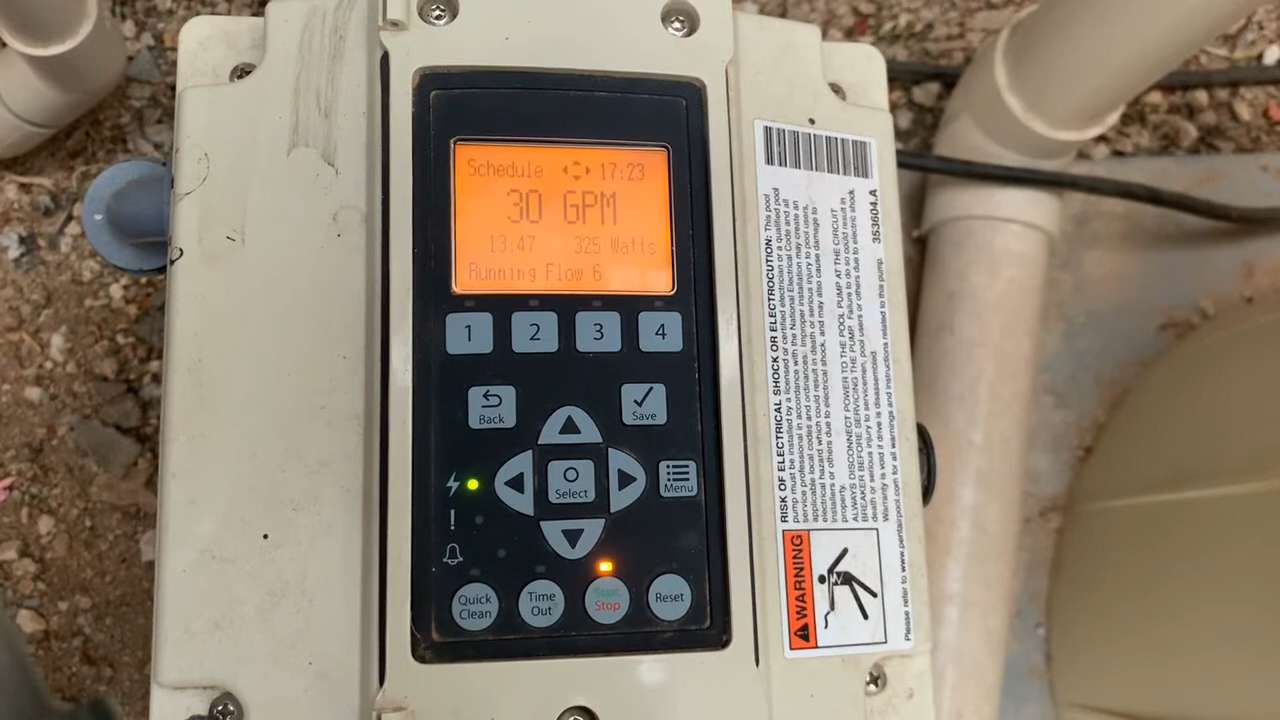 Schedule 17:23
30 GPM
13:47 325 Watts
Running Flow 6
1 2 3 4
Back
Save
Select
Menu
Quick Clean
Time Out
Start Stop
Reset
RISK OF ELECTRICAL SHOCK OR ELECTROCUTION: This pool
pump must be installed by a licensed or certified electrician or a qualified pool
service professional in accordance with the National Electrical Code and all
applicable local codes and ordinances. Improper installation may create an
electrical hazard which could result in death or serious injury to pool users,
installers or others due to electrical shock, and may also cause damage to
property.
ALWAYS DISCONNECT POWER TO THE POOL PUMP AT THE CIRCUIT
BREAKER BEFORE SERVICING THE PUMP. Failure to do so could result in
death or serious injury to servicemen, pool users or others due to electric shock.
Warranty is void if drive is disassembled.
Please refer to www.pentairpool.com for all warnings and instructions related to this pump.
353604.A
WARNING